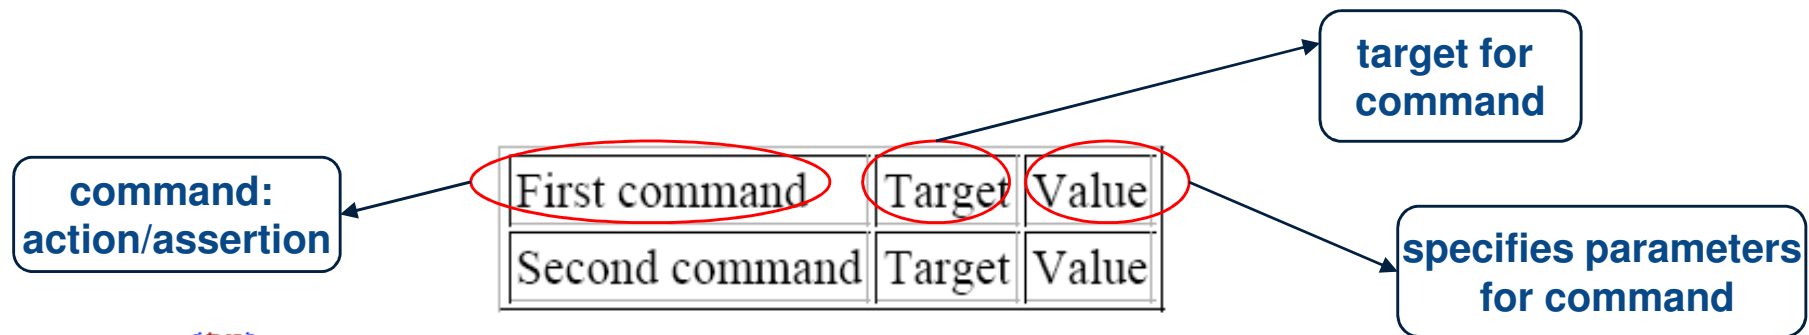 target for
command
command:
action/assertion
First command Target Value
Second command Target Value
specifies parameters
for command